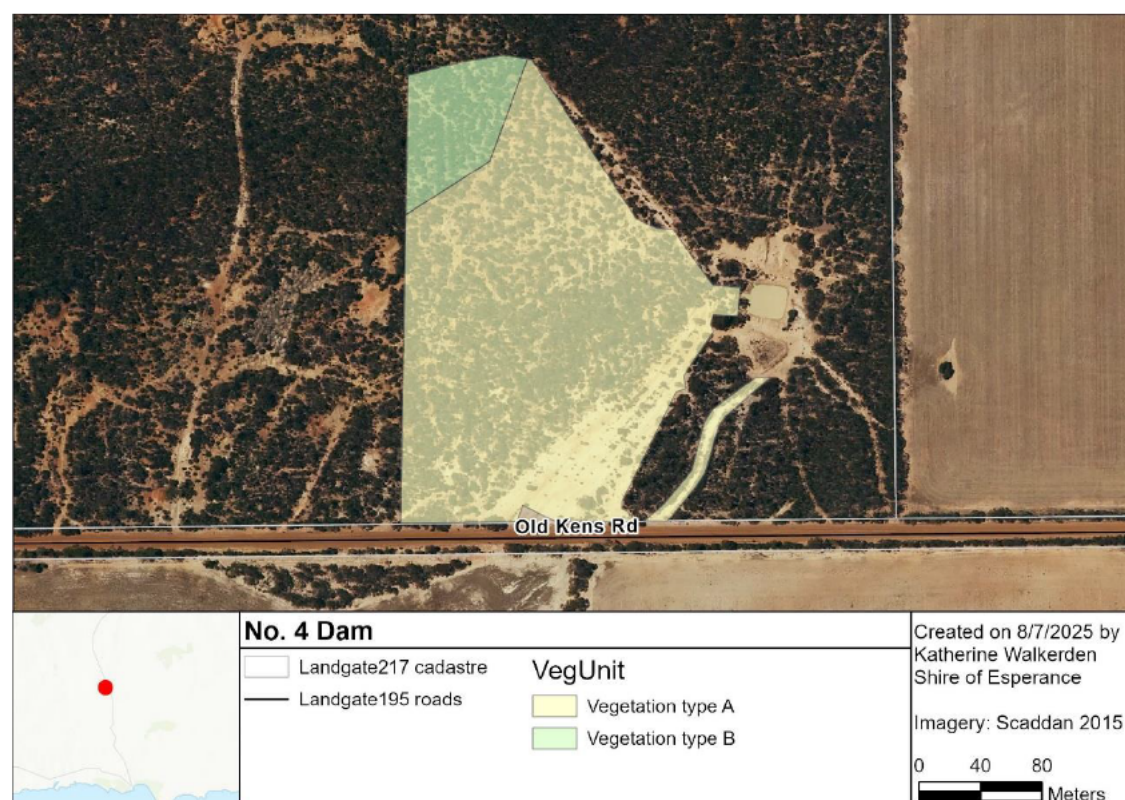 Old Kens Rd
No. 4 Dam
Landgate217 cadastre
Landgate195 roads
VegUnit
Vegetation type A
Vegetation type B
Created on 8/7/2025 by
Katherine Walkerden
Shire of Esperance
Imagery: Scaddan 2015
0 40 80
Meters